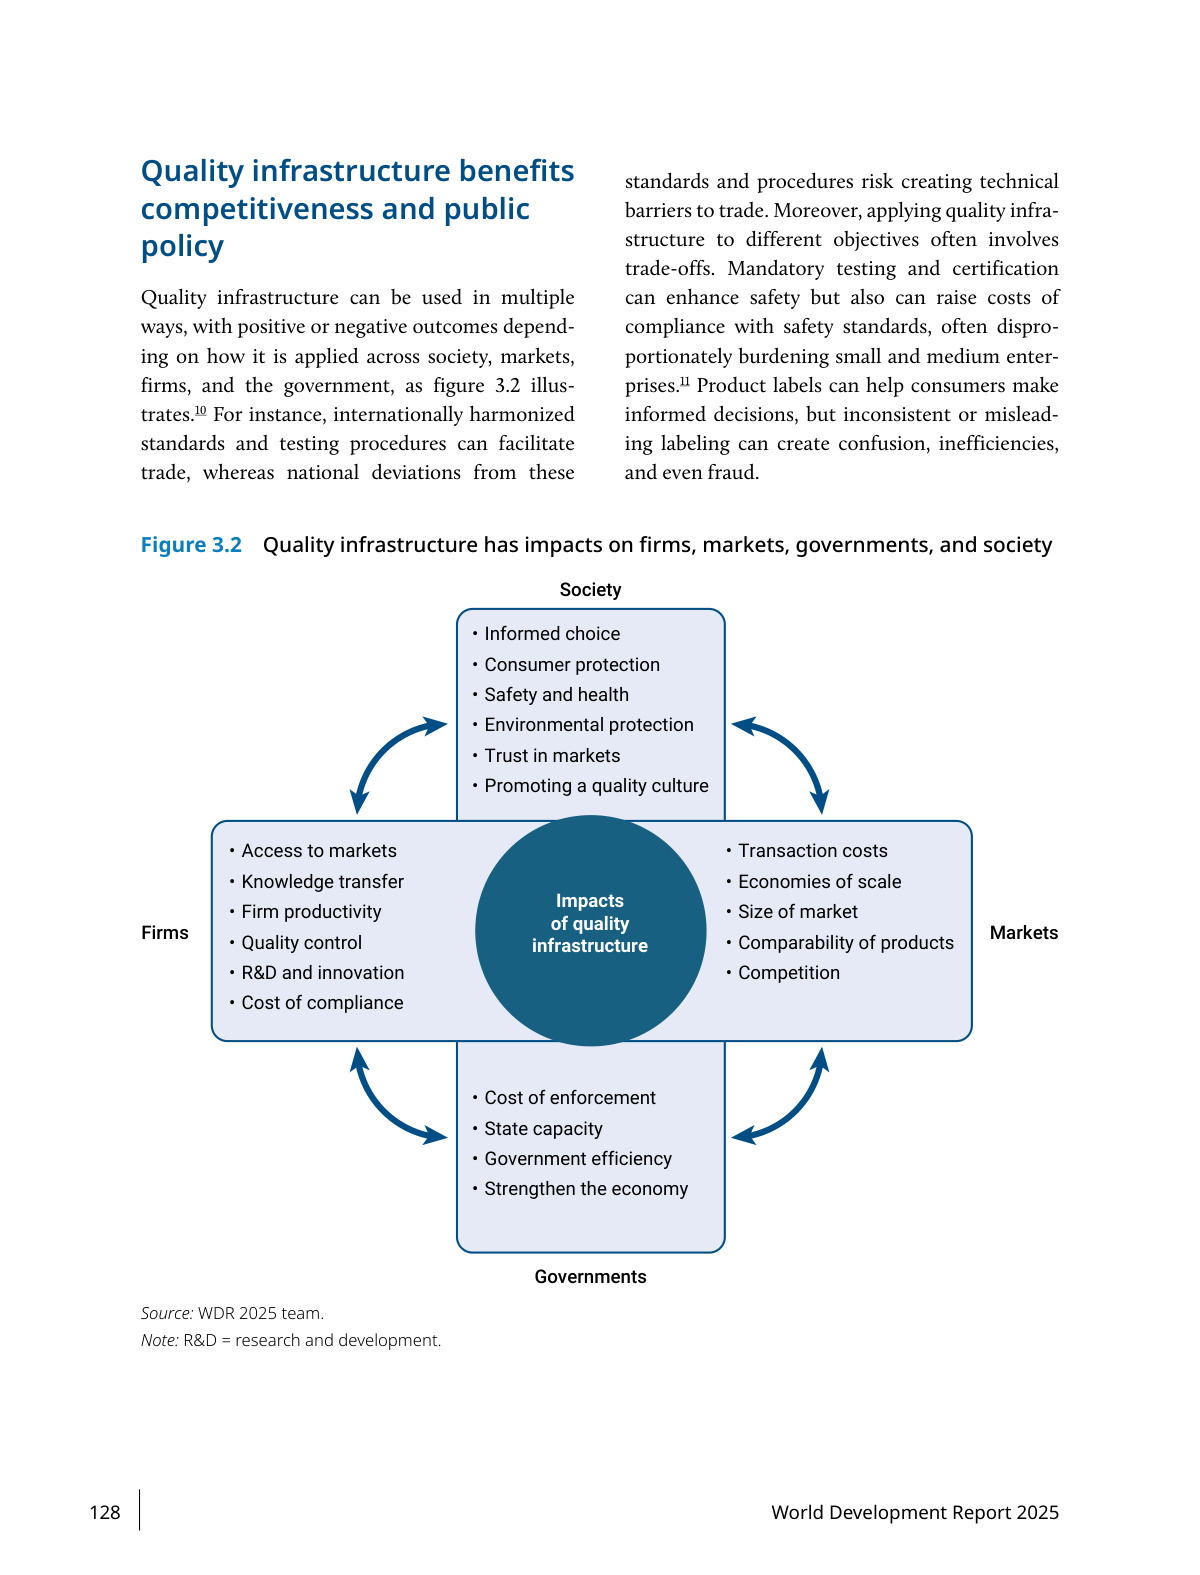 Quality infrastructure benefits
competitiveness and public
policy
Quality infrastructure can be used in multiple
ways, with positive or negative outcomes depend-
ing on how it is applied across society, markets,
firms, and the government, as figure 3.2 illus-
trates.10 For instance, internationally harmonized
standards and testing procedures can facilitate
trade, whereas national deviations from these
standards and procedures risk creating technical
barriers to trade. Moreover, applying quality infra-
structure to different objectives often involves
trade-offs. Mandatory testing and certification
can enhance safety but also can raise costs of
compliance with safety standards, often dispro-
portionately burdening small and medium enter-
prises.11 Product labels can help consumers make
informed decisions, but inconsistent or mislead-
ing labeling can create confusion, inefficiencies,
and even fraud.
Figure 3.2 Quality infrastructure has impacts on firms, markets, governments, and society
Society
• Informed choice
• Consumer protection
• Safety and health
• Environmental protection
• Trust in markets
• Promoting a quality culture
Firms
• Access to markets
• Knowledge transfer
• Firm productivity
• Quality control
• R&D and innovation
• Cost of compliance
Impacts
of quality
infrastructure
• Transaction costs
• Economies of scale
• Size of market
• Comparability of products
• Competition
Markets
• Cost of enforcement
• State capacity
• Government efficiency
• Strengthen the economy
Governments
Source: WDR 2025 team.
Note: R&D = research and development.
128
World Development Report 2025